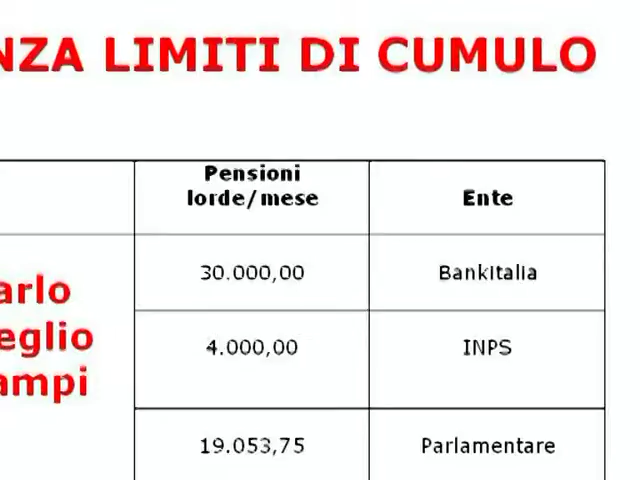 NZA LIMITI DI CUMULO
Pensioni
lorde/mese
Ente
30.000,00
BankItalia
arlo
eglio
ampi
4.000,00
INPS
19.053,75
Parlamentare